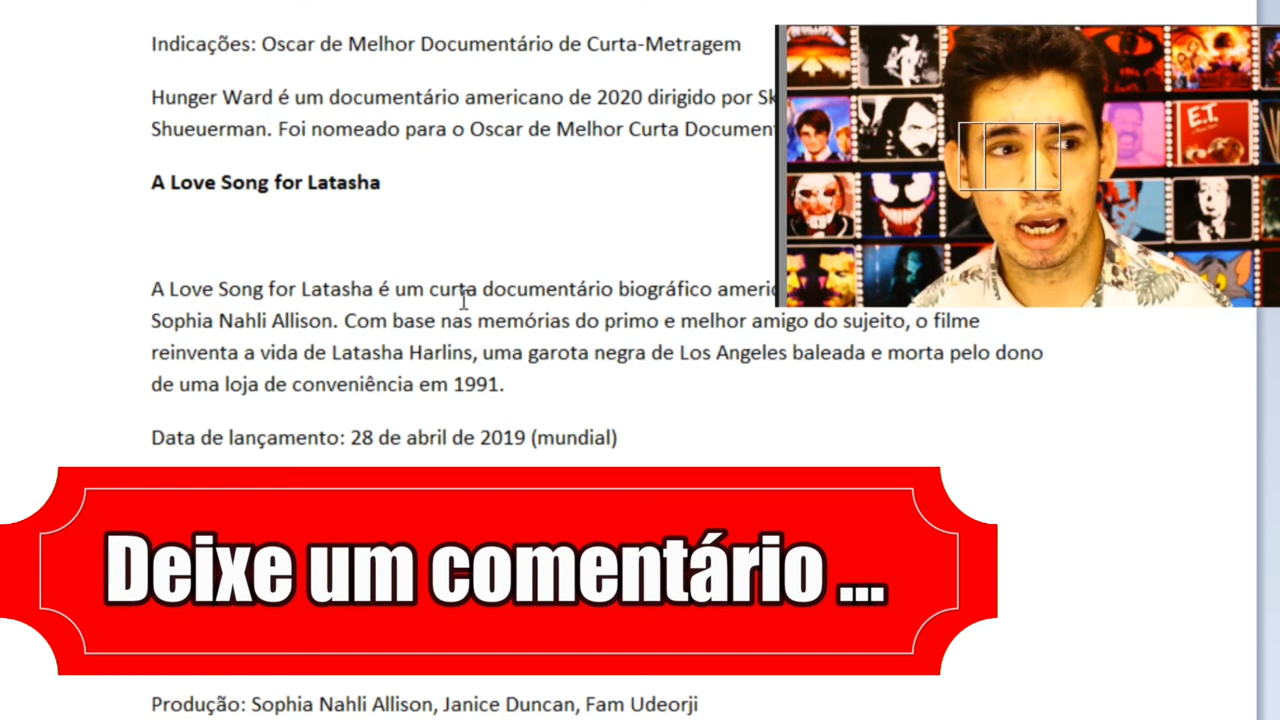 Indicações: Oscar de Melhor Documentário de Curta-Metragem
Hunger Ward é um documentário americano de 2020 dirigido por
Shueuerman. Foi nomeado para o Oscar de Melhor Curta
A Love Song for Latasha
A Love Song for Latasha é um curta documentário biográfico
Sophia Nahli Allison. Com base nas memórias do primo e melhor amigo do sujeito, o filme
reinventa a vida de Latasha Harlins, uma garota negra de Los Angeles baleada e morta pelo dono
de uma loja de conveniência em 1991.
Data de lançamento: 28 de abril de 2019 (mundial)
Deixe um comentário ...
Produção: Sophia Nahli Allison, Janice Duncan, Fam Udeorji
E.T.